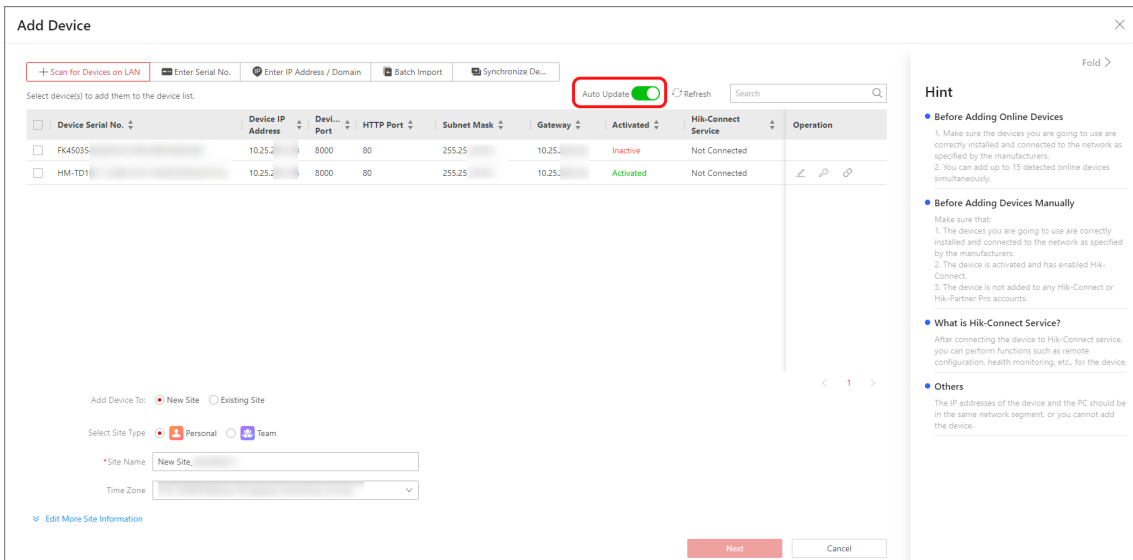 Add Device
Fold
Scan for Devices on LAN
Enter Serial No.
Enter IP Address / Domain
Batch Import
Synchronize De...
Select device(s) to add them to the device list.
Auto Update
Refresh
Search
Device Serial No.
Device IP Address
Devi... Port
HTTP Port
Subnet Mask
Gateway
Activated
Hik-Connect Service
Operation
FK45035 10.25.2 8000 80 255.25 10.25. Inactive Not Connected
HM-TD1 10.25.2 8000 80 255.25 10.25. Activated Not Connected
1
Add Device To: New Site Existing Site
Select Site Type Personal Team
*Site Name New Site_
Time Zone
Edit More Site Information
Next
Cancel
Hint
Before Adding Online Devices
1. Make sure the devices you are going to use are
correctly installed and connected to the network as
specified by the manufacturers.
2. You can add up to 15 detected online devices
simultaneously.
Before Adding Devices Manually
Make sure that:
1. The devices you are going to use are correctly
installed and connected to the network as specified
by the manufacturers.
2. The device is activated and has enabled Hik-
Connect.
3. The device is not added to any Hik-Connect or
Hik-Partner Pro accounts.
What is Hik-Connect Service?
After connecting the device to Hik-Connect service,
you can perform functions such as remote
configuration, health monitoring, etc., for the device.
Others
The IP addresses of the device and the PC should be
in the same network segment, or you cannot add
the device.